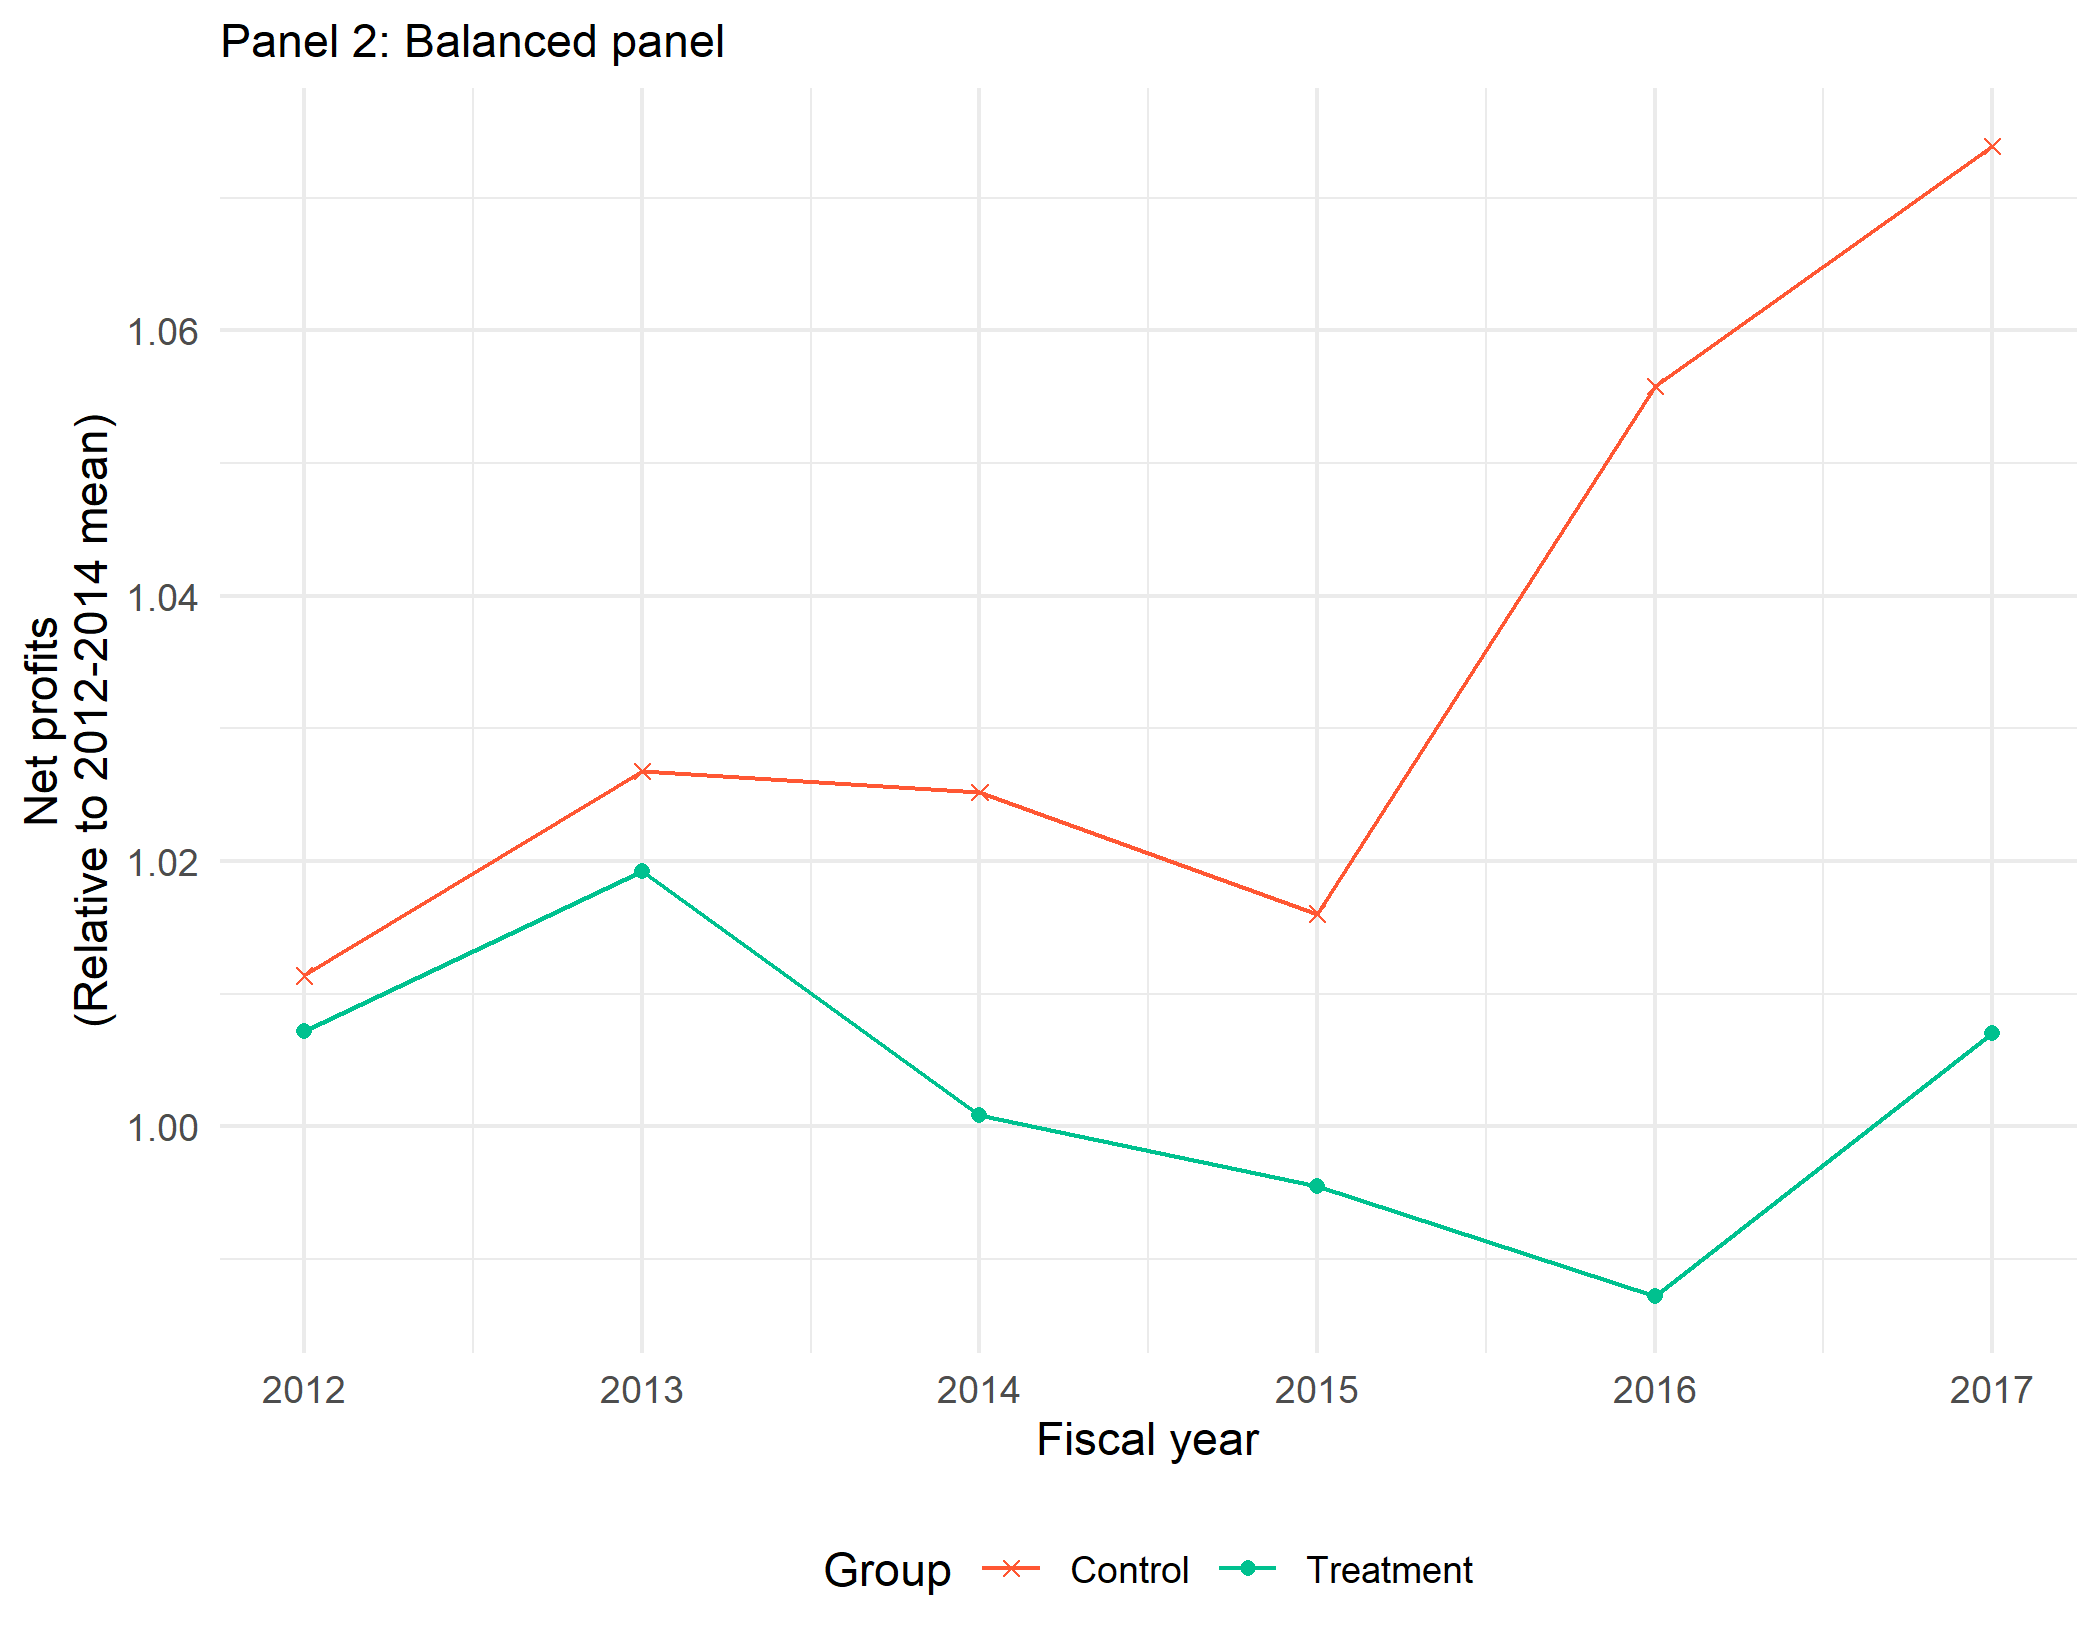 Panel 2: Balanced panel
Net profits
(Relative to 2012-2014 mean)
1.06
1.04
1.02
1.00
2012 2013 2014 2015 2016 2017
Fiscal year
Group Control Treatment